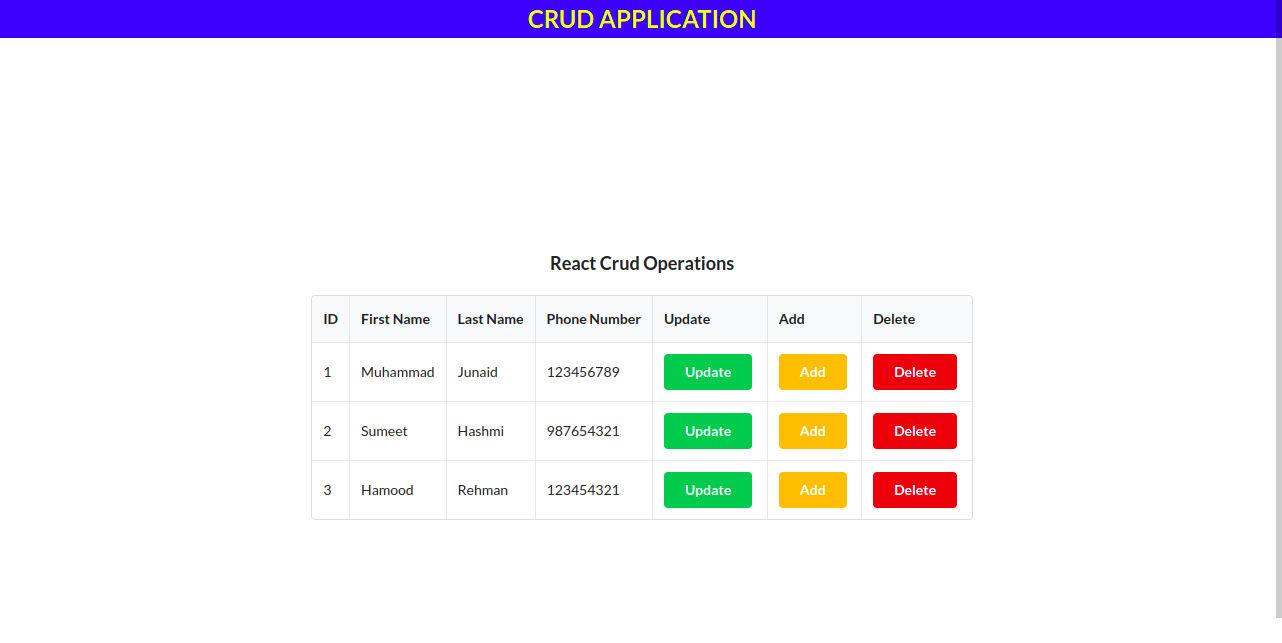 CRUD APPLICATION
React Crud Operations
ID First Name Last Name Phone Number Update Add Delete
1 Muhammad Junaid 123456789 Update Add Delete
2 Sumeet Hashmi 987654321 Update Add Delete
3 Hamood Rehman 123454321 Update Add Delete